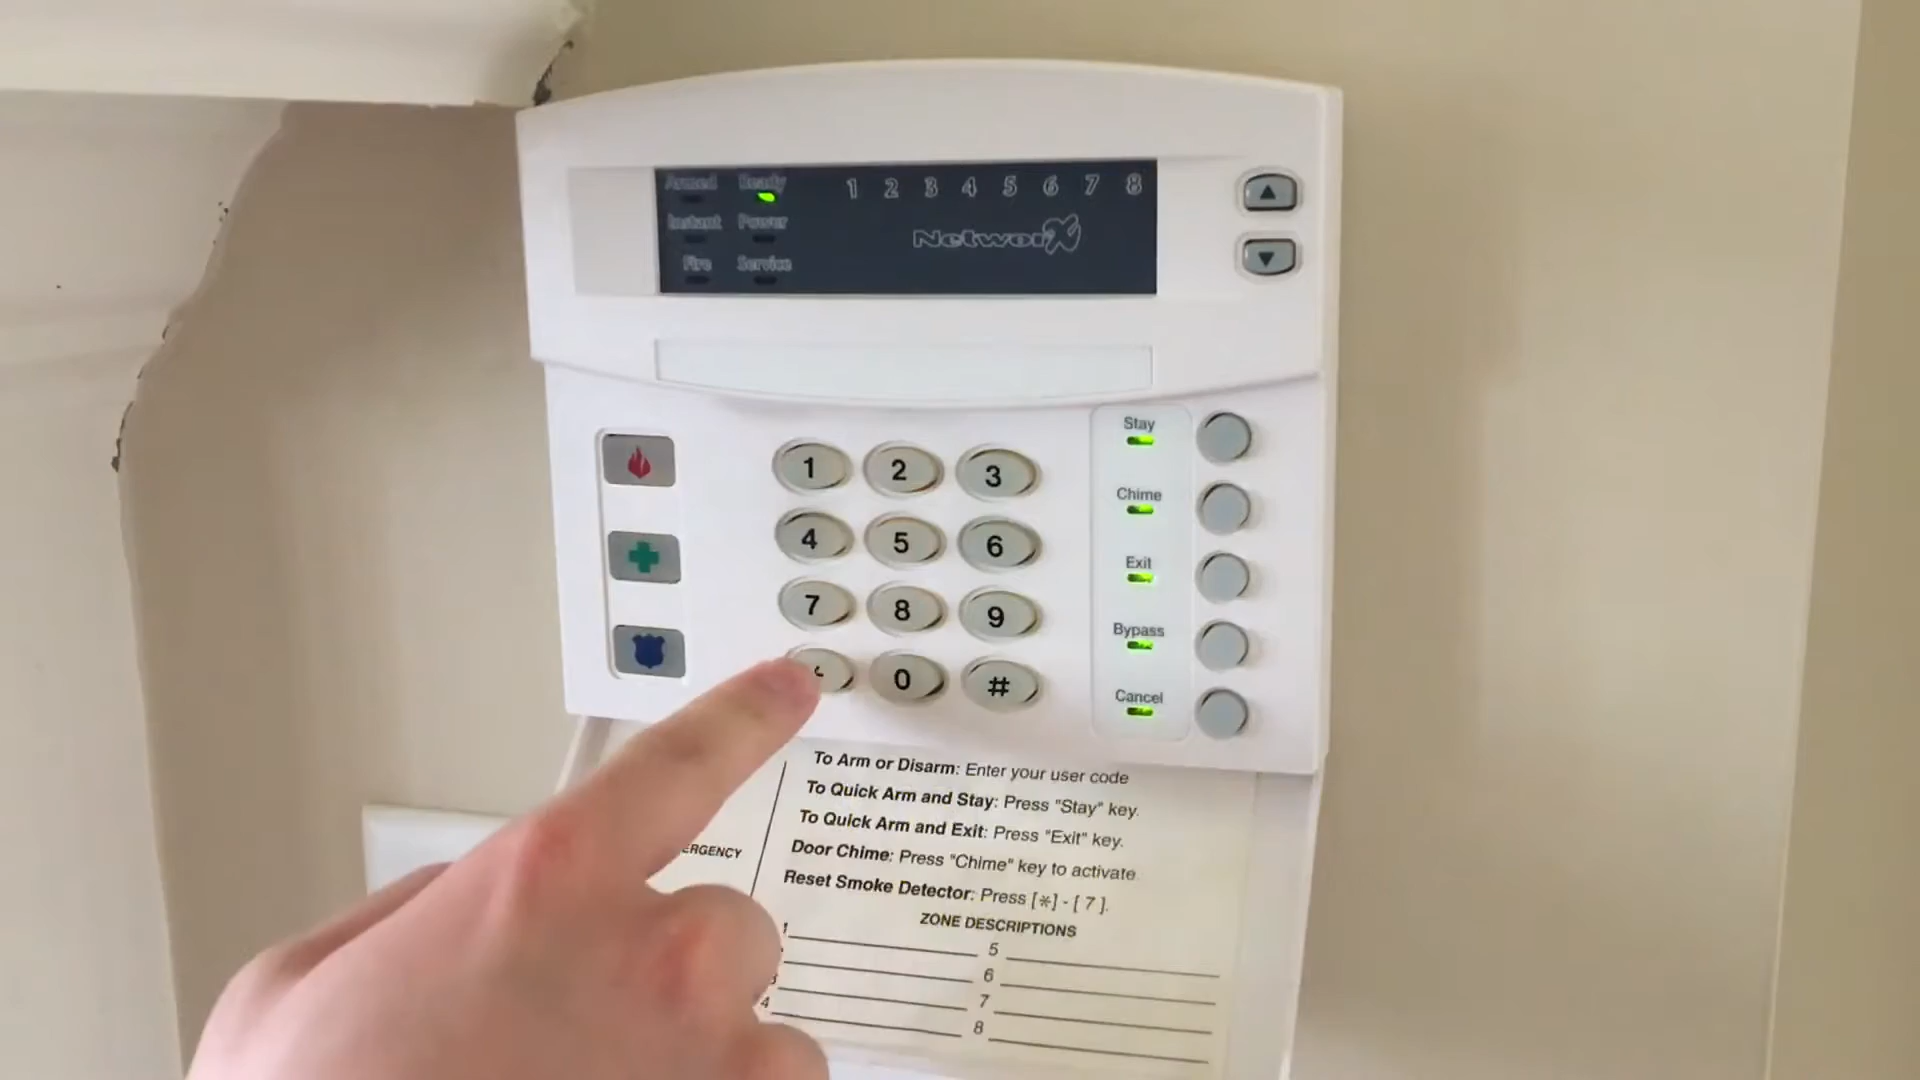 Armed Ready 1 2 3 4 5 6 7 8
Instant Power NetworX
Fire Service
Stay
1 2 3
Chime
4 5 6
Exit
7 8 9
Bypass
0 #
Cancel
To Arm or Disarm: Enter your user code
To Quick Arm and Stay: Press "Stay" key.
To Quick Arm and Exit: Press "Exit" key.
Door Chime: Press "Chime" key to activate.
Reset Smoke Detector: Press [*] - [ 7 ].
ZONE DESCRIPTIONS
1 5
6
3 7
4 8